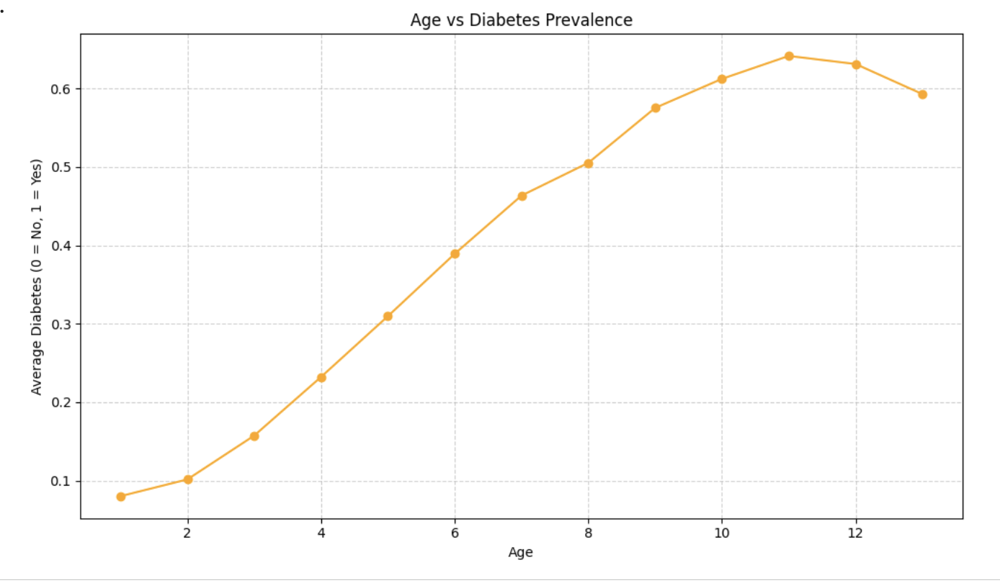 Age vs Diabetes Prevalence
Average Diabetes (0 = No, 1 = Yes)
0.6
0.5
0.4
0.3
0.2
0.1
2 4 6 8 10 12
Age